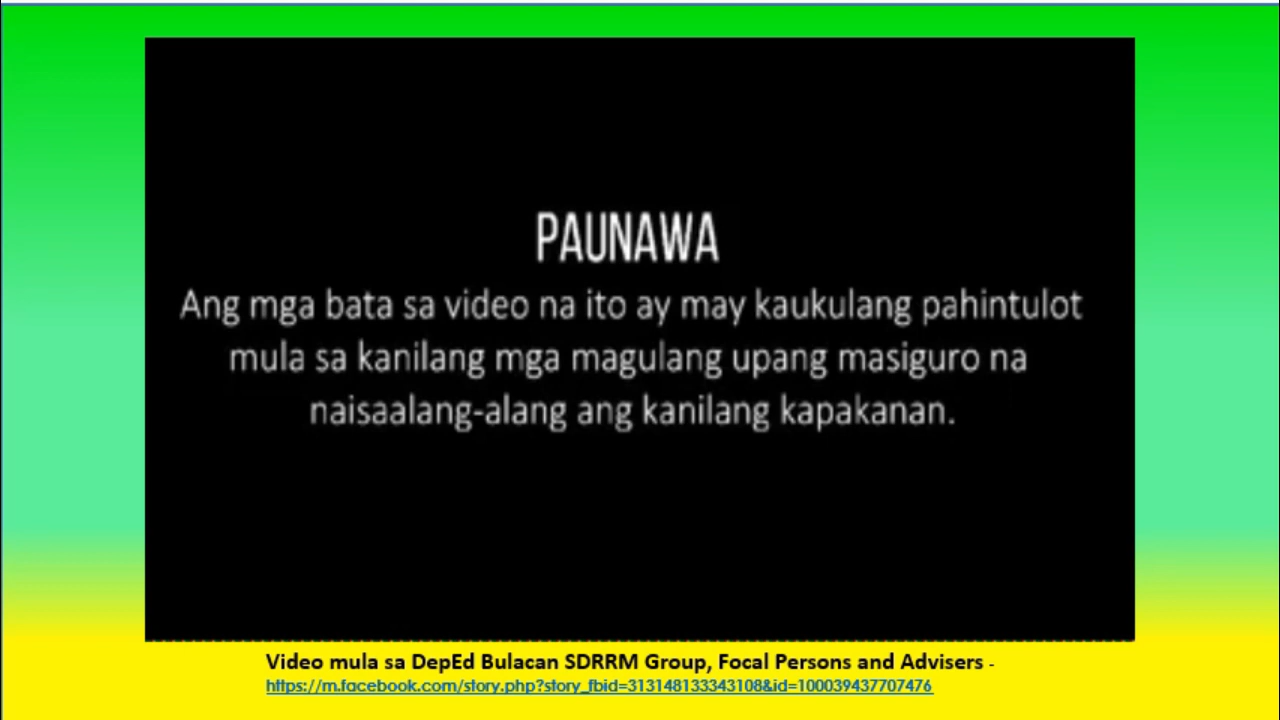 PAUNAWA
Ang mga bata sa video na ito ay may kaukulang pahintulot
mula sa kanilang mga magulang upang masiguro na
naisaalang-alang ang kanilang kapakanan.
Video mula sa DepEd Bulacan SDRRM Group, Focal Persons and Advisers -
https://m.facebook.com/story.php?story_fbid=313148133343108&id=100039437707476